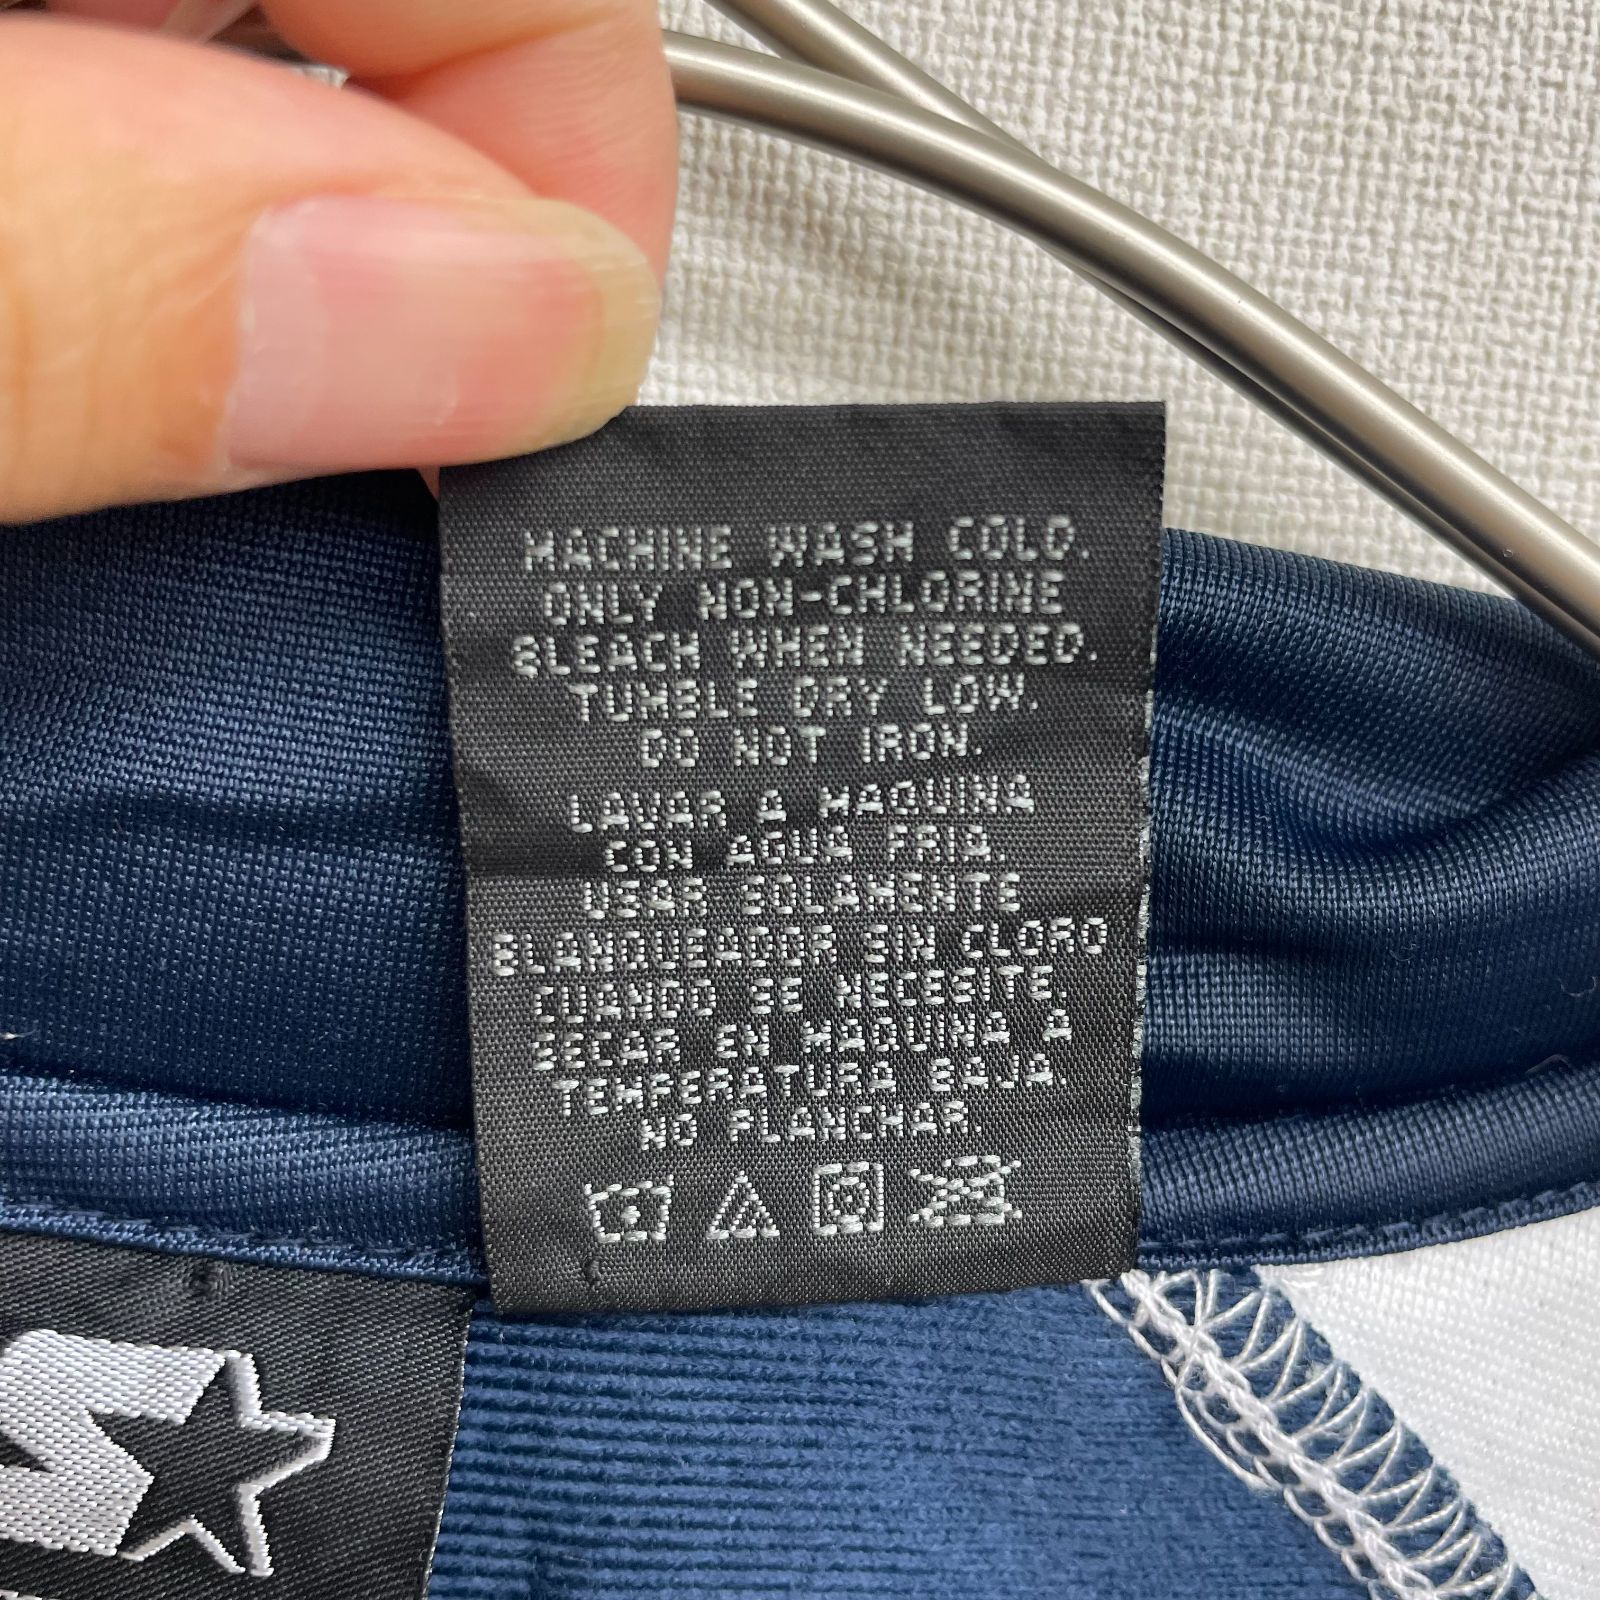 MACHINE WASH COLD.
ONLY NON-CHLORINE
BLEACH WHEN NEEDED.
TUMBLE DRY LOW.
DO NOT IRON.
LAVAR A MAQUINA
CON AGUA FRIA.
USAR SOLAMENTE
BLANQUEADOR SIN CLORO
CUANDO SE NECESITE.
SECAR EN MAQUINA A
TEMPERATURA BAJA.
NO PLANCHAR.